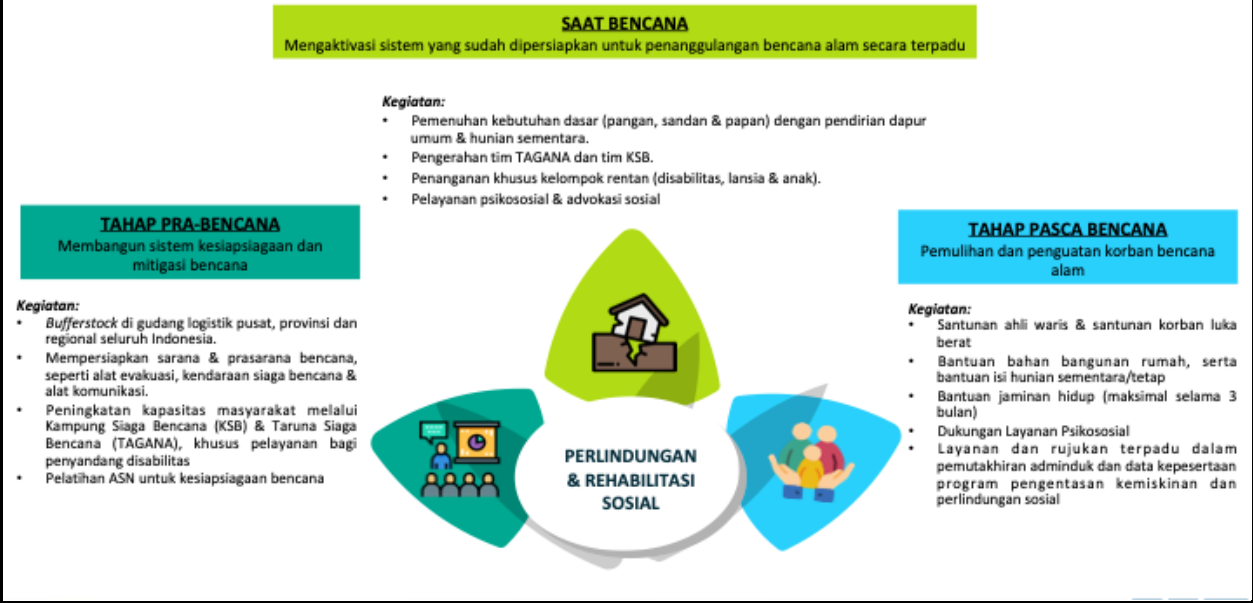 SAAT BENCANA
Mengaktivasi sistem yang sudah dipersiapkan untuk penanggulangan bencana alam secara terpadu
Kegiatan:
• Pemenuhan kebutuhan dasar (pangan, sandan & papan) dengan pendirian dapur
umum & hunian sementara.
• Pengerahan tim TAGANA dan tim KSB.
• Penanganan khusus kelompok rentan (disabilitas, lansia & anak).
• Pelayanan psikososial & advokasi sosial
TAHAP PRA-BENCANA
Membangun sistem kesiapsiagaan dan
mitigasi bencana
Kegiatan:
• Bufferstock di gudang logistik pusat, provinsi dan
regional seluruh Indonesia.
• Mempersiapkan sarana & prasarana bencana,
seperti alat evakuasi, kendaraan siaga bencana &
alat komunikasi.
• Peningkatan kapasitas masyarakat melalui
Kampung Siaga Bencana (KSB) & Taruna Siaga
Bencana (TAGANA), khusus pelayanan bagi
penyandang disabilitas
• Pelatihan ASN untuk kesiapsiagaan bencana
PERLINDUNGAN
& REHABILITASI
SOSIAL
TAHAP PASCA BENCANA
Pemulihan dan penguatan korban bencana
alam
Kegiatan:
• Santunan ahli waris & santunan korban luka
berat
• Bantuan bahan bangunan rumah, serta
bantuan isi hunian sementara/tetap
• Bantuan jaminan hidup (maksimal selama 3
bulan)
• Dukungan Layanan Psikososial
• Layanan dan rujukan terpadu dalam
pemutakhiran adminduk dan data kepesertaan
program pengentasan kemiskinan dan
perlindungan sosial